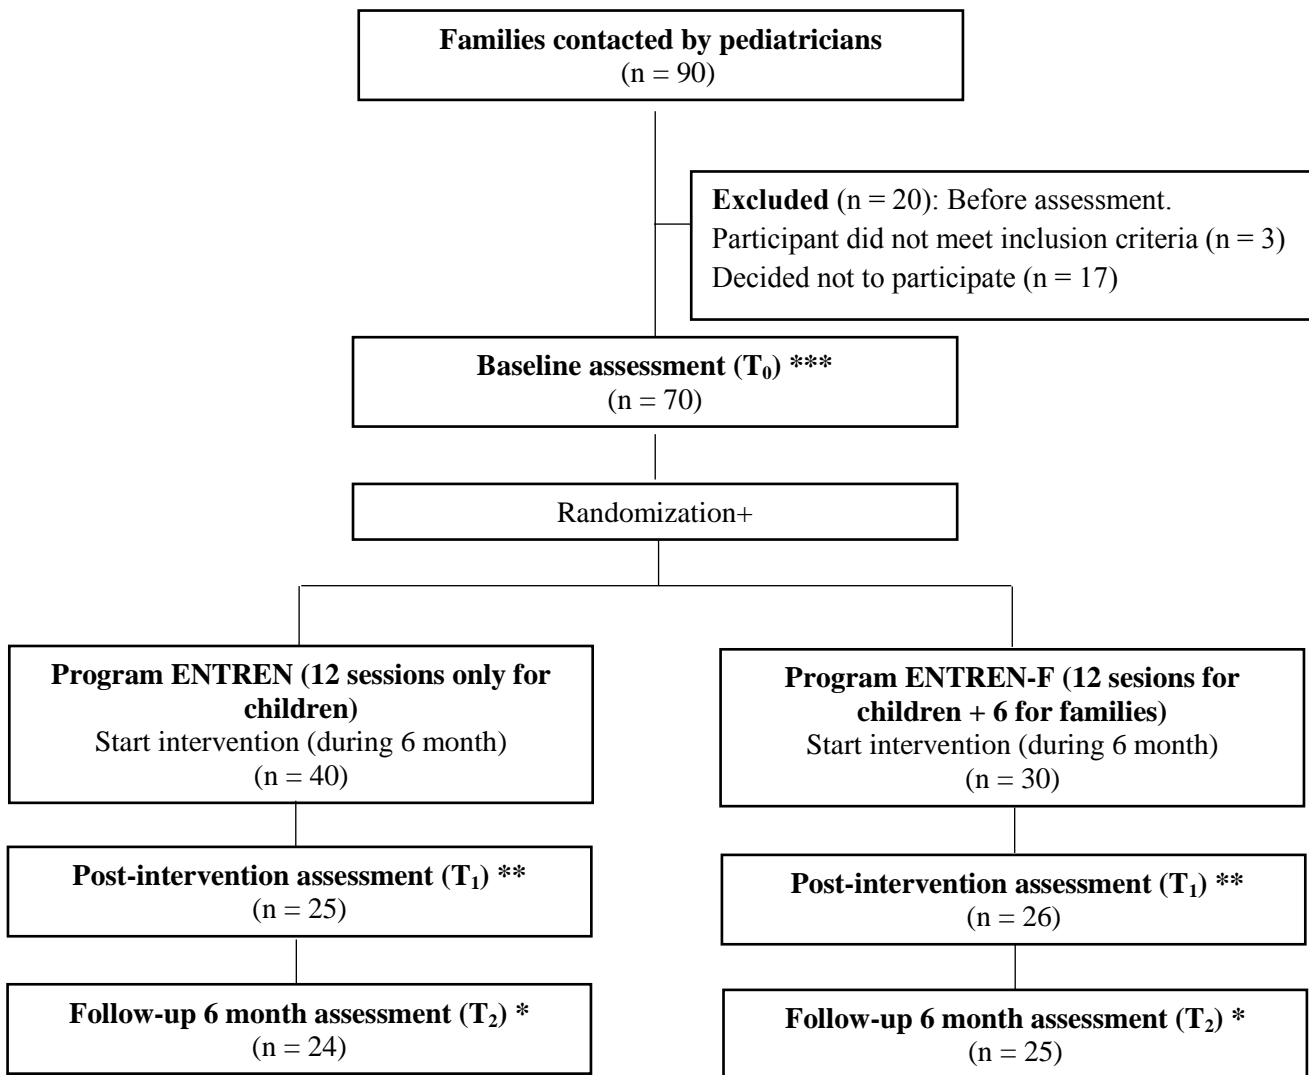 Families contacted by pediatricians
(n = 90)
Excluded (n = 20): Before assessment.
Participant did not meet inclusion criteria (n = 3)
Decided not to participate (n = 17)
Baseline assessment (T₀) ***
(n = 70)
Randomization+
Program ENTREN (12 sessions only for
children)
Start intervention (during 6 month)
(n = 40)
Program ENTREN-F (12 sesions for
children + 6 for families)
Start intervention (during 6 month)
(n = 30)
Post-intervention assessment (T₁) **
(n = 25)
Post-intervention assessment (T₁) **
(n = 26)
Follow-up 6 month assessment (T₂) *
(n = 24)
Follow-up 6 month assessment (T₂) *
(n = 25)